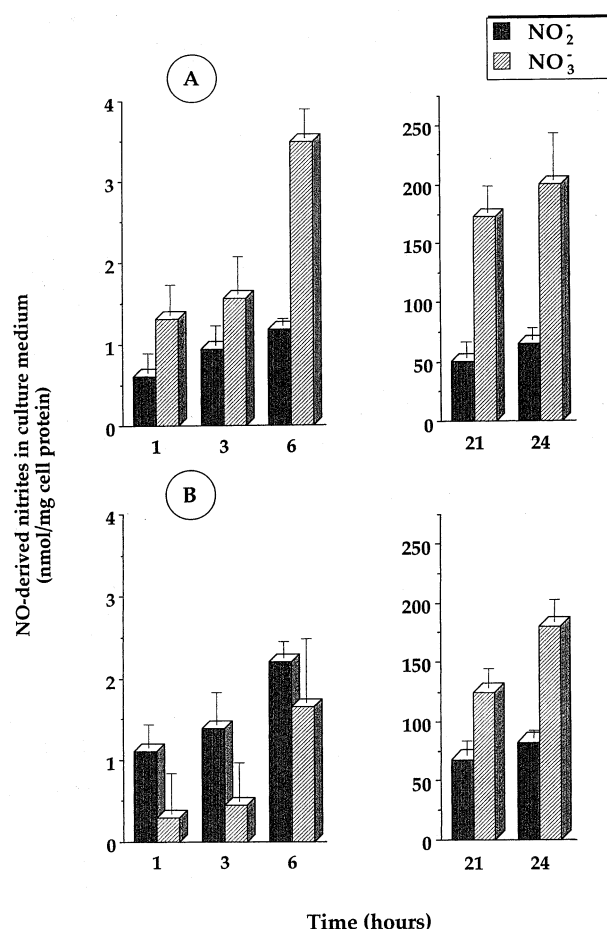 NO₂⁻
NO₃⁻
A
NO-derived nitrites in culture medium
(nmol/mg cell protein)
4
3
2
1
0
1 3 6
250
200
150
100
50
0
21 24
B
4
3
2
1
0
1 3 6
250
200
150
100
50
0
21 24
Time (hours)